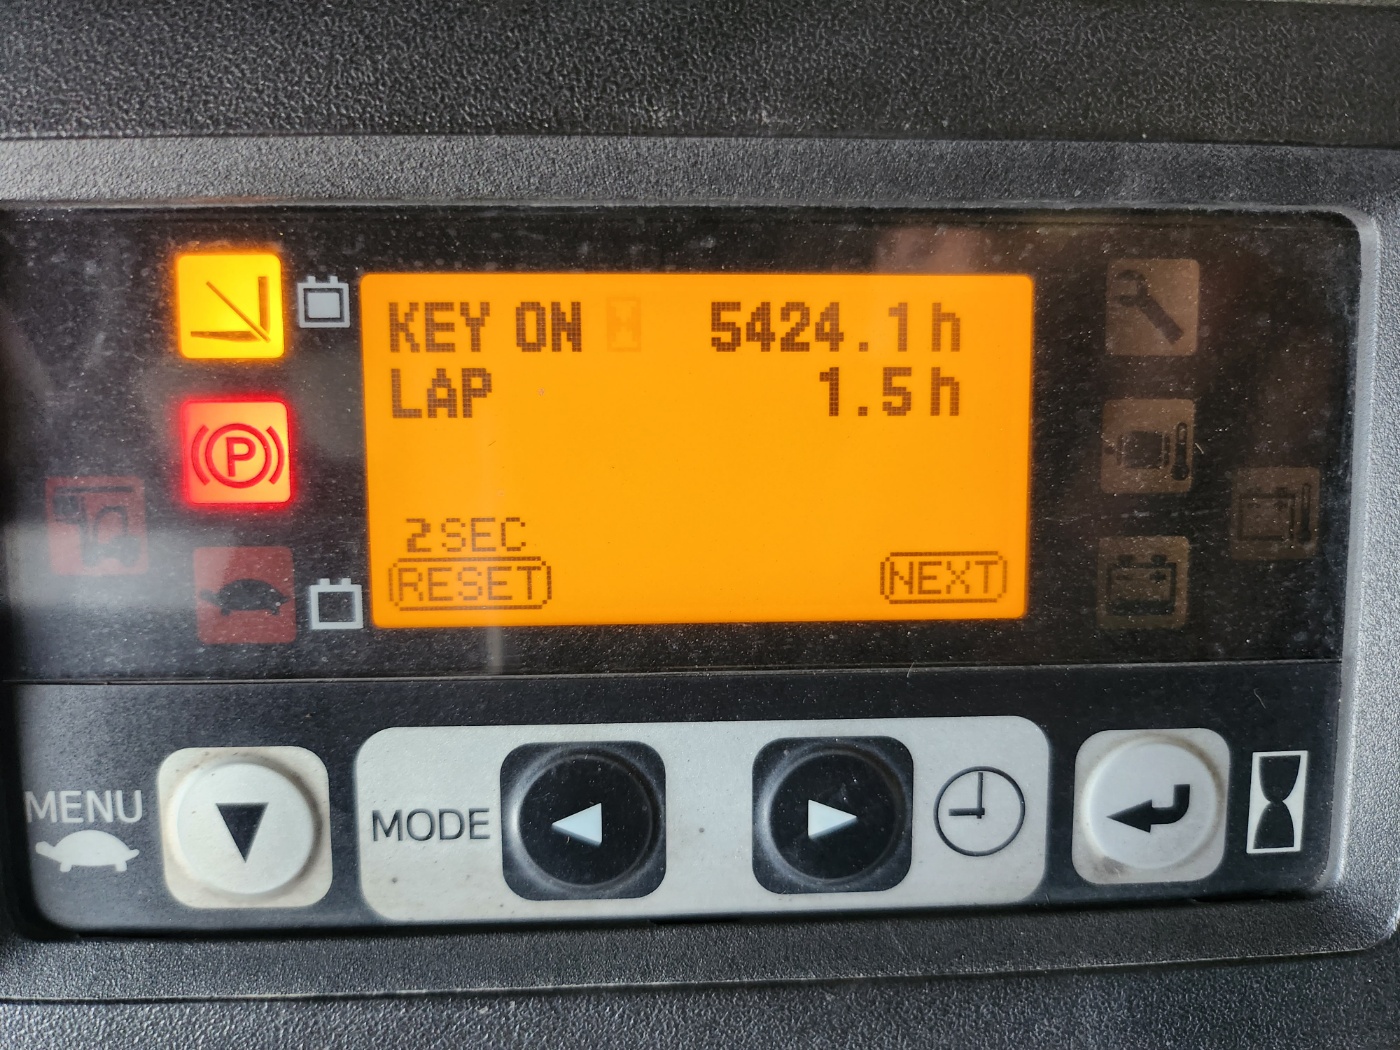 KEY ON 5424.1h
LAP 1.5h
2SEC
RESET NEXT
P
MENU
MODE